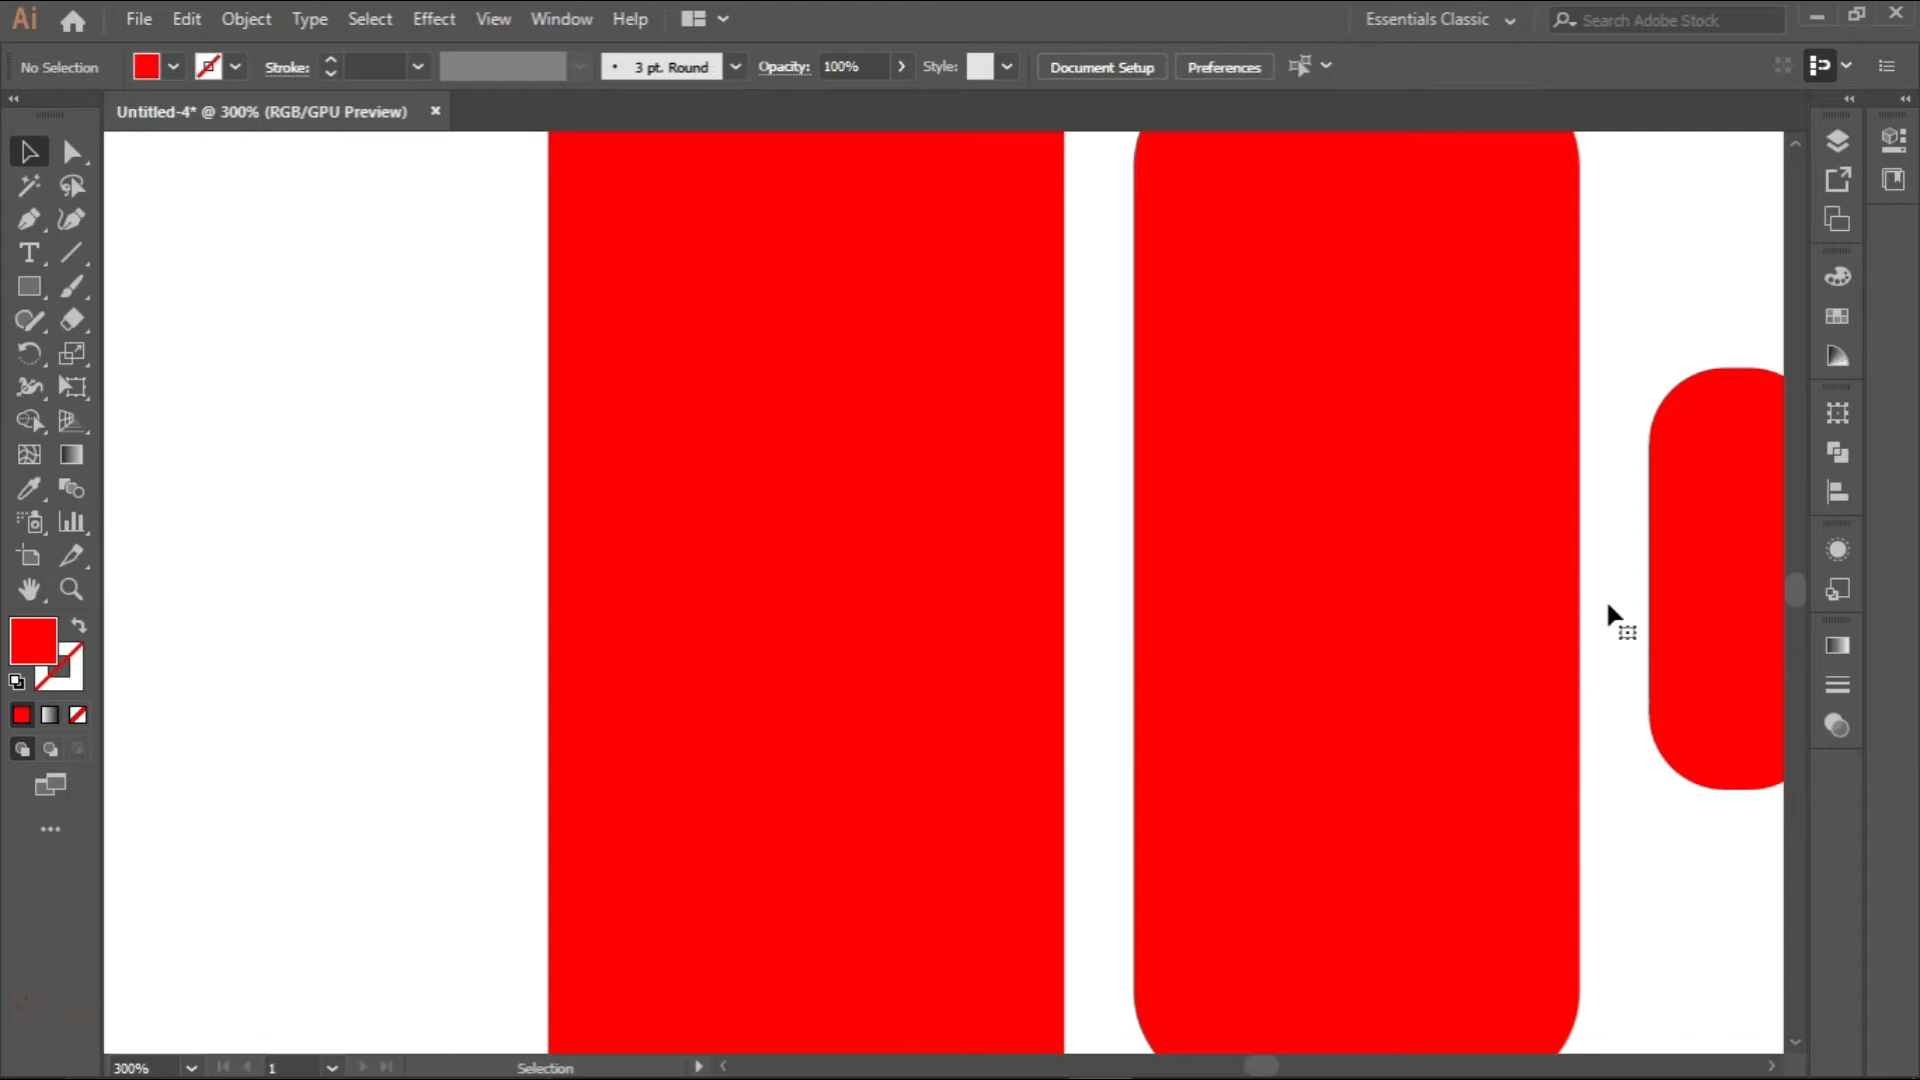 Ai File Edit Object Type Select Effect View Window Help Essentials Classic Search Adobe Stock
No Selection Stroke: 3 pt. Round Opacity: 100% Style: Document Setup Preferences
Untitled-4* @ 300% (RGB/GPU Preview)
300% 1 Selection